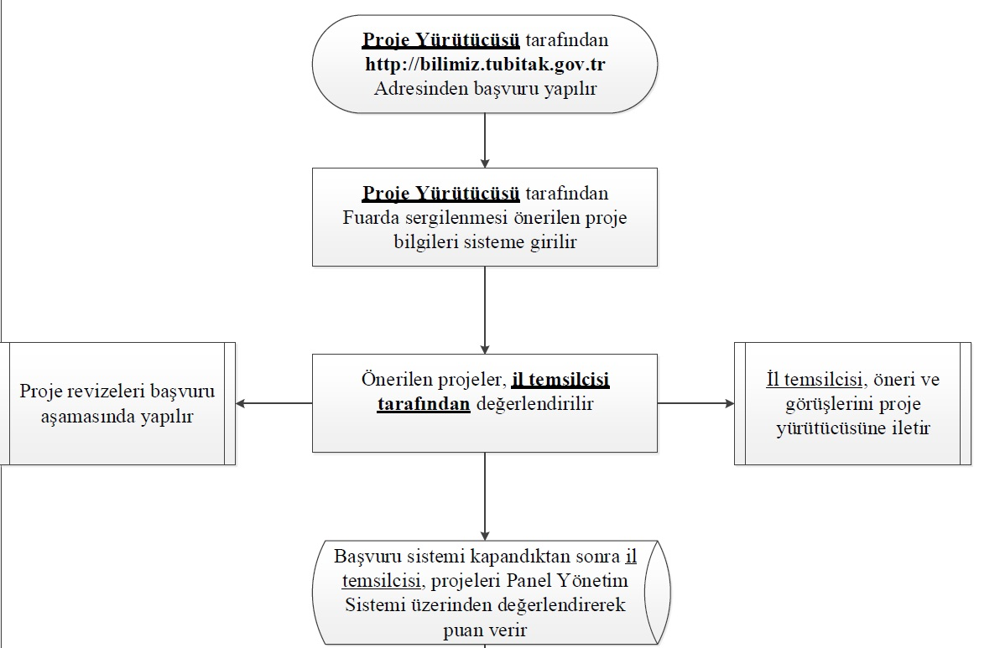 Proje Yürütücüsü tarafından
http://bilimiz.tubitak.gov.tr
Adresinden başvuru yapılır
Proje Yürütücüsü tarafından
Fuarda sergilenmesi önerilen proje
bilgileri sisteme girilir
Proje revizeleri başvuru
aşamasında yapılır
Önerilen projeler, il temsilcisi
tarafından değerlendirilir
İl temsilcisi, öneri ve
görüşlerini proje
yürütücüsüne iletir
Başvuru sistemi kapandıktan sonra il
temsilcisi, projeleri Panel Yönetim
Sistemi üzerinden değerlendirerek
puan verir